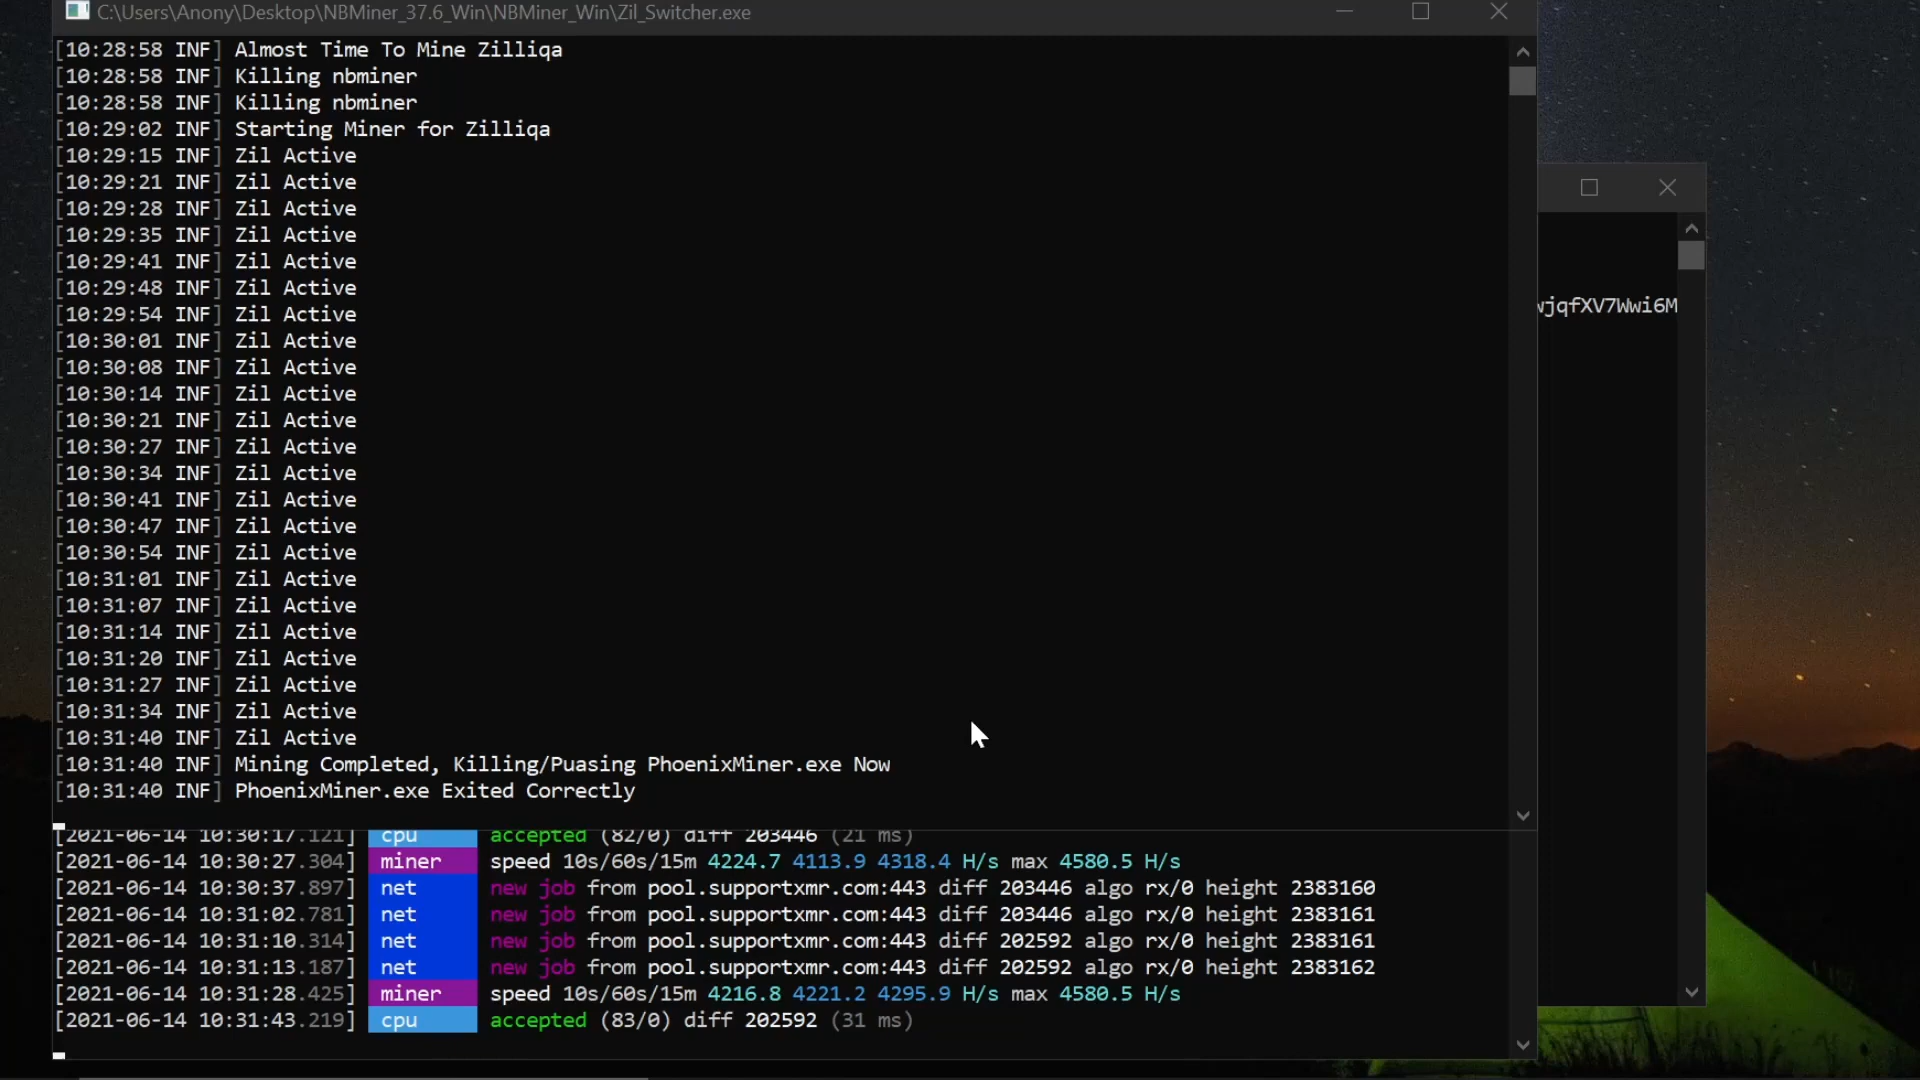 C:\Users\Anony\Desktop\NBMiner_37.6_Win\NBMiner_Win\Zil_Switcher.exe
[10:28:58 INF] Almost Time To Mine Zilliqa
[10:28:58 INF] Killing nbminer
[10:28:58 INF] Killing nbminer
[10:29:02 INF] Starting Miner for Zilliqa
[10:29:15 INF] Zil Active
[10:29:21 INF] Zil Active
[10:29:28 INF] Zil Active
[10:29:35 INF] Zil Active
[10:29:41 INF] Zil Active
[10:29:48 INF] Zil Active
[10:29:54 INF] Zil Active
[10:30:01 INF] Zil Active
[10:30:08 INF] Zil Active
[10:30:14 INF] Zil Active
[10:30:21 INF] Zil Active
[10:30:27 INF] Zil Active
[10:30:34 INF] Zil Active
[10:30:41 INF] Zil Active
[10:30:47 INF] Zil Active
[10:30:54 INF] Zil Active
[10:31:01 INF] Zil Active
[10:31:07 INF] Zil Active
[10:31:14 INF] Zil Active
[10:31:20 INF] Zil Active
[10:31:27 INF] Zil Active
[10:31:34 INF] Zil Active
[10:31:40 INF] Zil Active
[10:31:40 INF] Mining Completed, Killing/Puasing PhoenixMiner.exe Now
[10:31:40 INF] PhoenixMiner.exe Exited Correctly
wjqfXV7Wwi6M
[2021-06-14 10:30:17.121] cpu accepted (82/0) diff 203446 (21 ms)
[2021-06-14 10:30:27.304] miner speed 10s/60s/15m 4224.7 4113.9 4318.4 H/s max 4580.5 H/s
[2021-06-14 10:30:37.897] net new job from pool.supportxmr.com:443 diff 203446 algo rx/0 height 2383160
[2021-06-14 10:31:02.781] net new job from pool.supportxmr.com:443 diff 203446 algo rx/0 height 2383161
[2021-06-14 10:31:10.314] net new job from pool.supportxmr.com:443 diff 202592 algo rx/0 height 2383161
[2021-06-14 10:31:13.187] net new job from pool.supportxmr.com:443 diff 202592 algo rx/0 height 2383162
[2021-06-14 10:31:28.425] miner speed 10s/60s/15m 4216.8 4221.2 4295.9 H/s max 4580.5 H/s
[2021-06-14 10:31:43.219] cpu accepted (83/0) diff 202592 (31 ms)